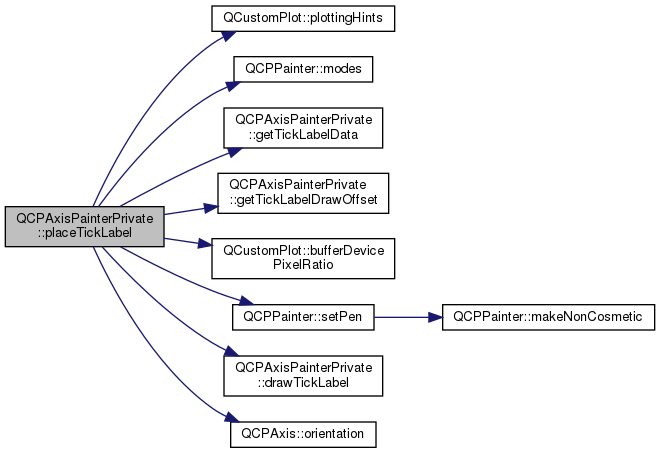 QCustomPlot::plottingHints
QCPPainter::modes
QCPAxisPainterPrivate
::getTickLabelData
QCPAxisPainterPrivate
::getTickLabelDrawOffset
QCPAxisPainterPrivate
::placeTickLabel
QCustomPlot::bufferDevice
PixelRatio
QCPPainter::setPen
QCPPainter::makeNonCosmetic
QCPAxisPainterPrivate
::drawTickLabel
QCPAxis::orientation